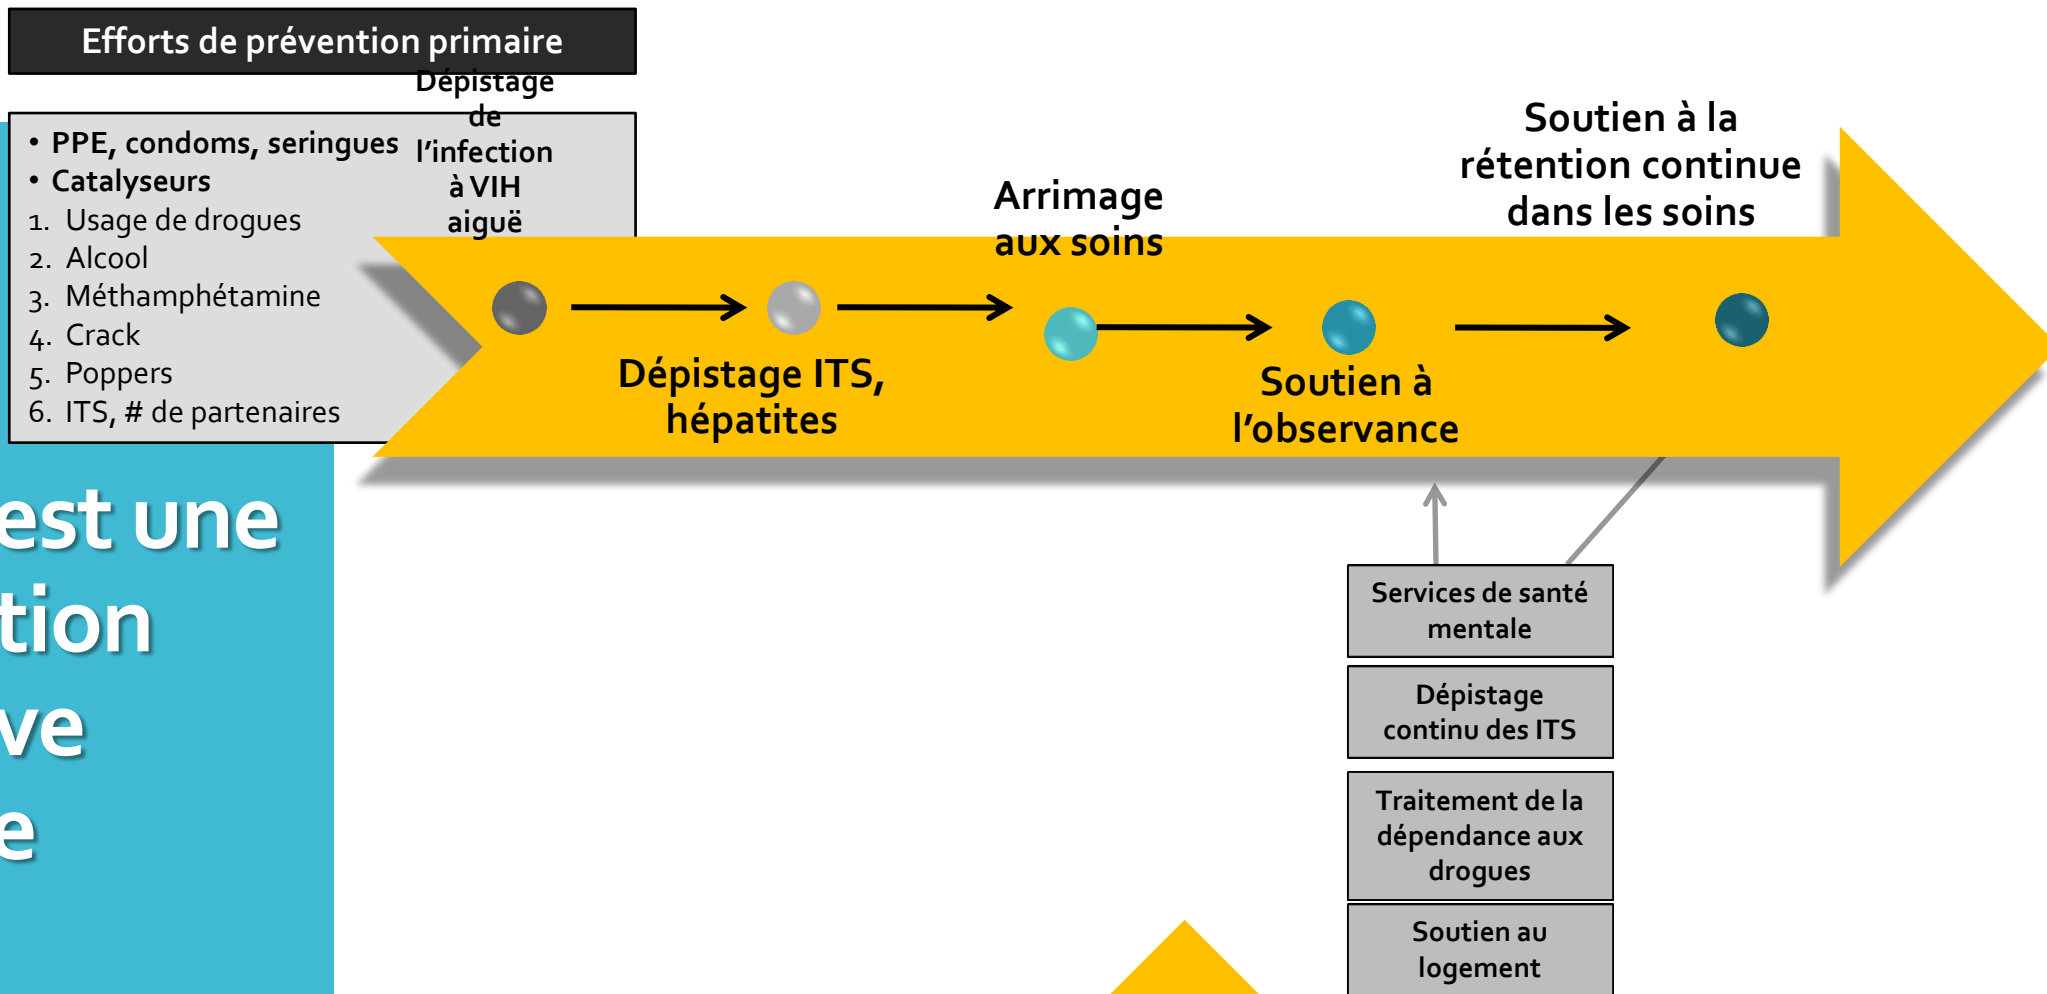 Efforts de prévention primaire
• PPE, condoms, seringues
• Catalyseurs
1. Usage de drogues
2. Alcool
3. Méthamphétamine
4. Crack
5. Poppers
6. ITS, # de partenaires
Dépistage
de
l’infection
à VIH
aiguë
Dépistage ITS,
hépatites
Arrimage
aux soins
Soutien à
l’observance
Soutien à la
rétention continue
dans les soins
est une
tion
ve
e
Services de santé
mentale
Dépistage
continu des ITS
Traitement de la
dépendance aux
drogues
Soutien au
logement